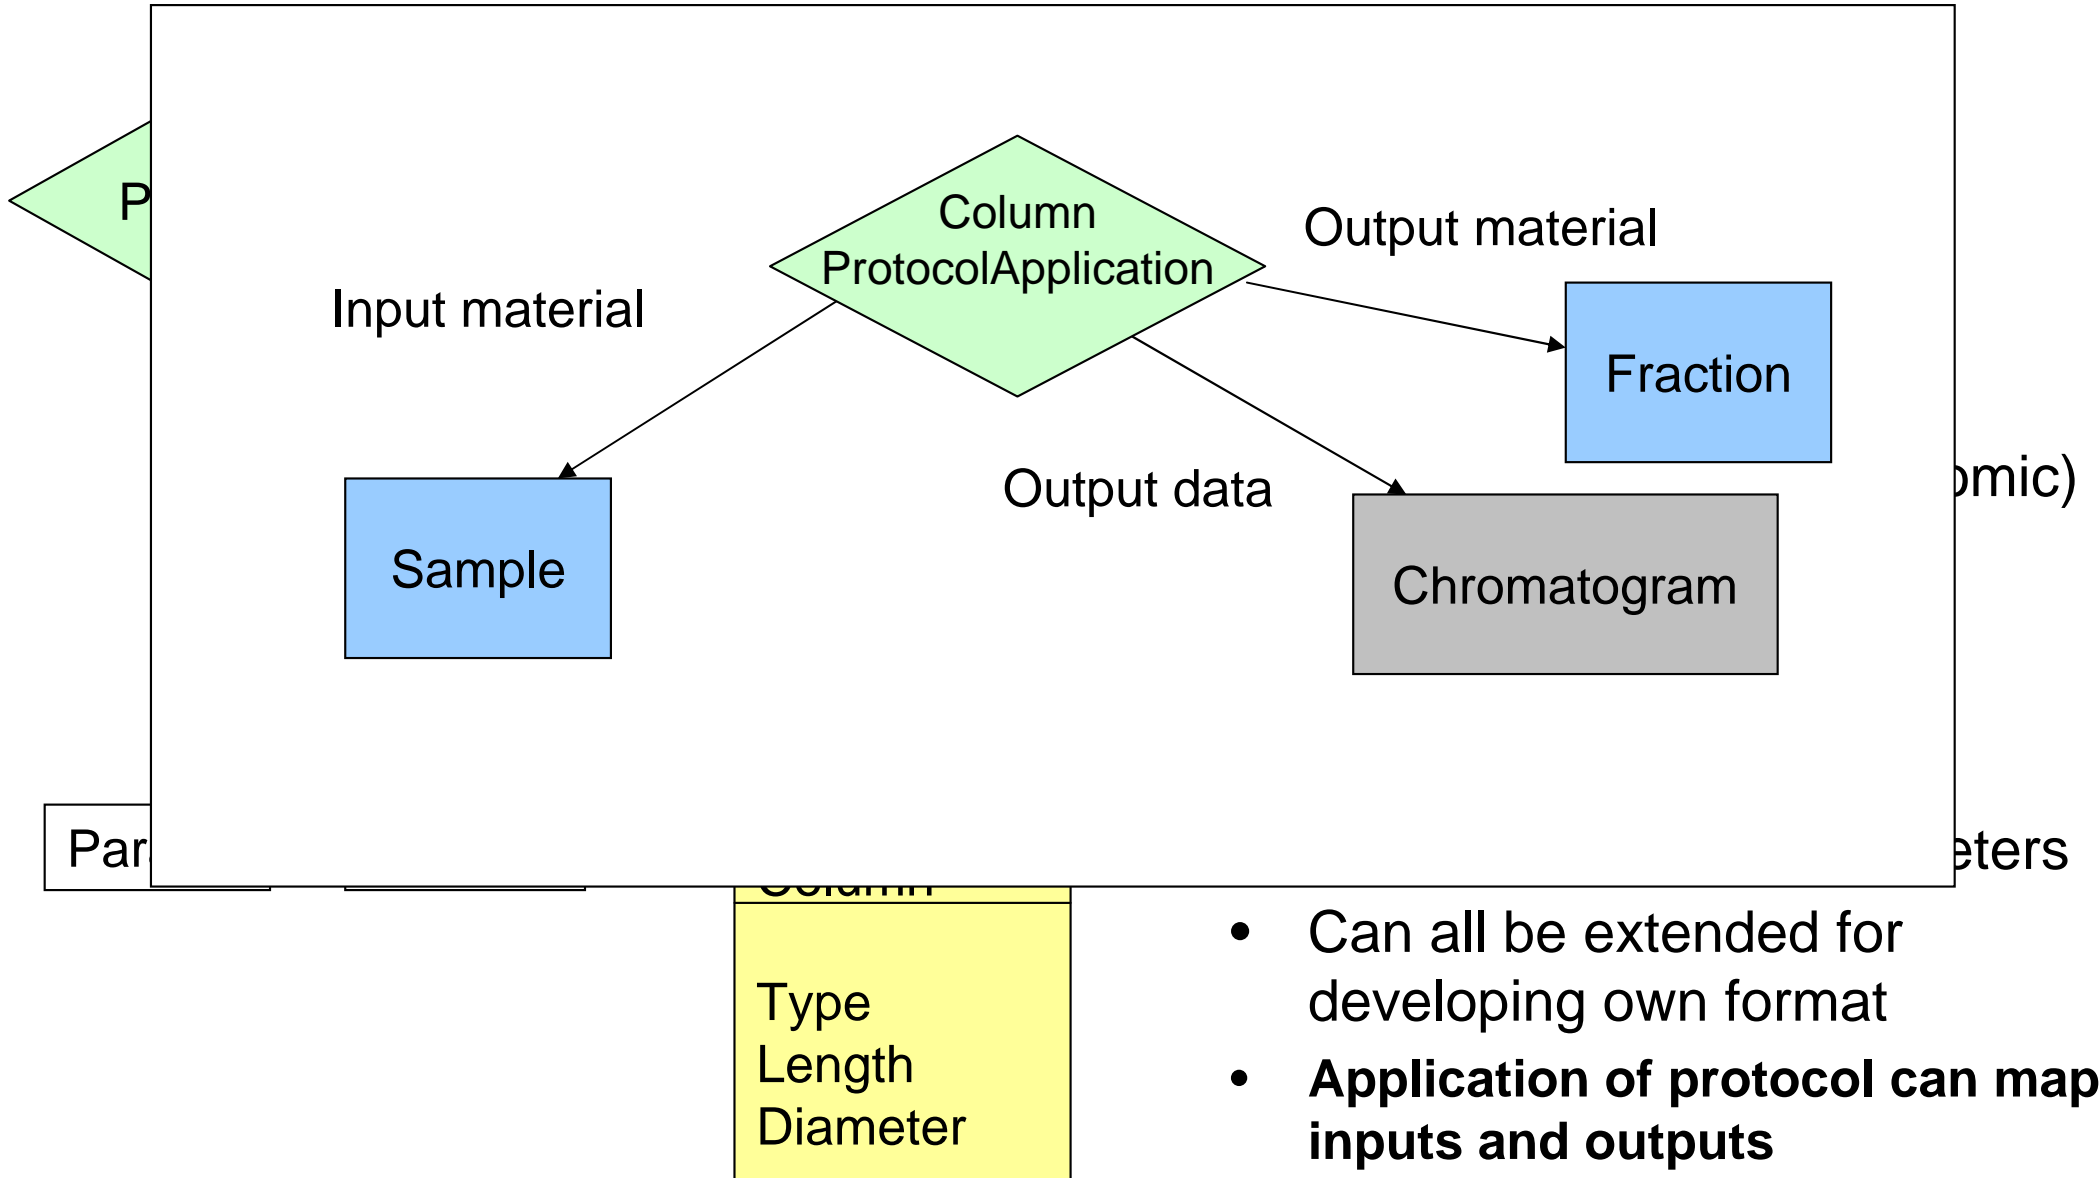 Column
ProtocolApplication
Output material
Input material
Fraction
Output data
Sample
Chromatogram
Column
Type
Length
Diameter
• Can all be extended for
developing own format
• Application of protocol can map
inputs and outputs